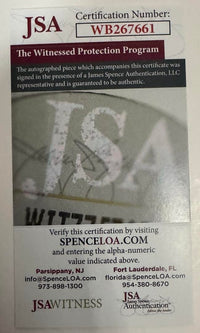 JSA
Certification Number:
WB267661
The Witnessed Protection Program
The autographed piece which accompanies this certificate was
signed in the presence of a James Spence Authentication, LLC
representative and is guaranteed to be authentic.
JSA
Verify this certification by visiting
SPENCELOA.COM
and entering the alpha-numeric
value indicated above.
Parsippany, NJ
info@SpenceLOA.com
973-898-1300
Fort Lauderdale, FL
florida@SpenceLOA.com
954-380-8670
JSAWITNESS
JSA
Authentication